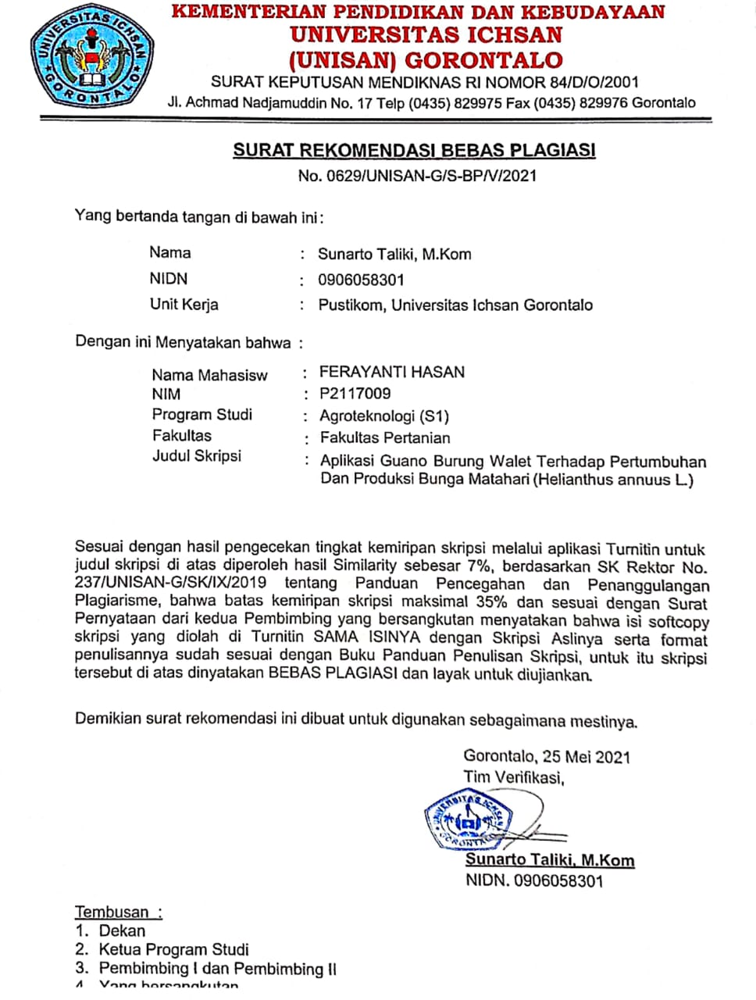 UNIVERSITAS ICHSAN
GORONTALO
KEMENTERIAN PENDIDIKAN DAN KEBUDAYAAN
UNIVERSITAS ICHSAN
(UNISAN) GORONTALO
SURAT KEPUTUSAN MENDIKNAS RI NOMOR 84/D/O/2001
Jl. Achmad Nadjamuddin No. 17 Telp (0435) 829975 Fax (0435) 829976 Gorontalo
SURAT REKOMENDASI BEBAS PLAGIASI
No. 0629/UNISAN-G/S-BP/V/2021
Yang bertanda tangan di bawah ini :
Nama : Sunarto Taliki, M.Kom
NIDN : 0906058301
Unit Kerja : Pustikom, Universitas Ichsan Gorontalo
Dengan ini Menyatakan bahwa :
Nama Mahasisw : FERAYANTI HASAN
NIM : P2117009
Program Studi : Agroteknologi (S1)
Fakultas : Fakultas Pertanian
Judul Skripsi : Aplikasi Guano Burung Walet Terhadap Pertumbuhan
Dan Produksi Bunga Matahari (Helianthus annuus L.)
Sesuai dengan hasil pengecekan tingkat kemiripan skripsi melalui aplikasi Turnitin untuk
judul skripsi di atas diperoleh hasil Similarity sebesar 7%, berdasarkan SK Rektor No.
237/UNISAN-G/SK/IX/2019 tentang Panduan Pencegahan dan Penanggulangan
Plagiarisme, bahwa batas kemiripan skripsi maksimal 35% dan sesuai dengan Surat
Pernyataan dari kedua Pembimbing yang bersangkutan menyatakan bahwa isi softcopy
skripsi yang diolah di Turnitin SAMA ISINYA dengan Skripsi Aslinya serta format
penulisannya sudah sesuai dengan Buku Panduan Penulisan Skripsi, untuk itu skripsi
tersebut di atas dinyatakan BEBAS PLAGIASI dan layak untuk diujiankan.
Demikian surat rekomendasi ini dibuat untuk digunakan sebagaimana mestinya.
Gorontalo, 25 Mei 2021
Tim Verifikasi,
UNIVERSITAS ICHSAN
GORONTALO
Sunarto Taliki, M.Kom
NIDN. 0906058301
Tembusan :
1. Dekan
2. Ketua Program Studi
3. Pembimbing I dan Pembimbing II
4. Yang bersangkutan